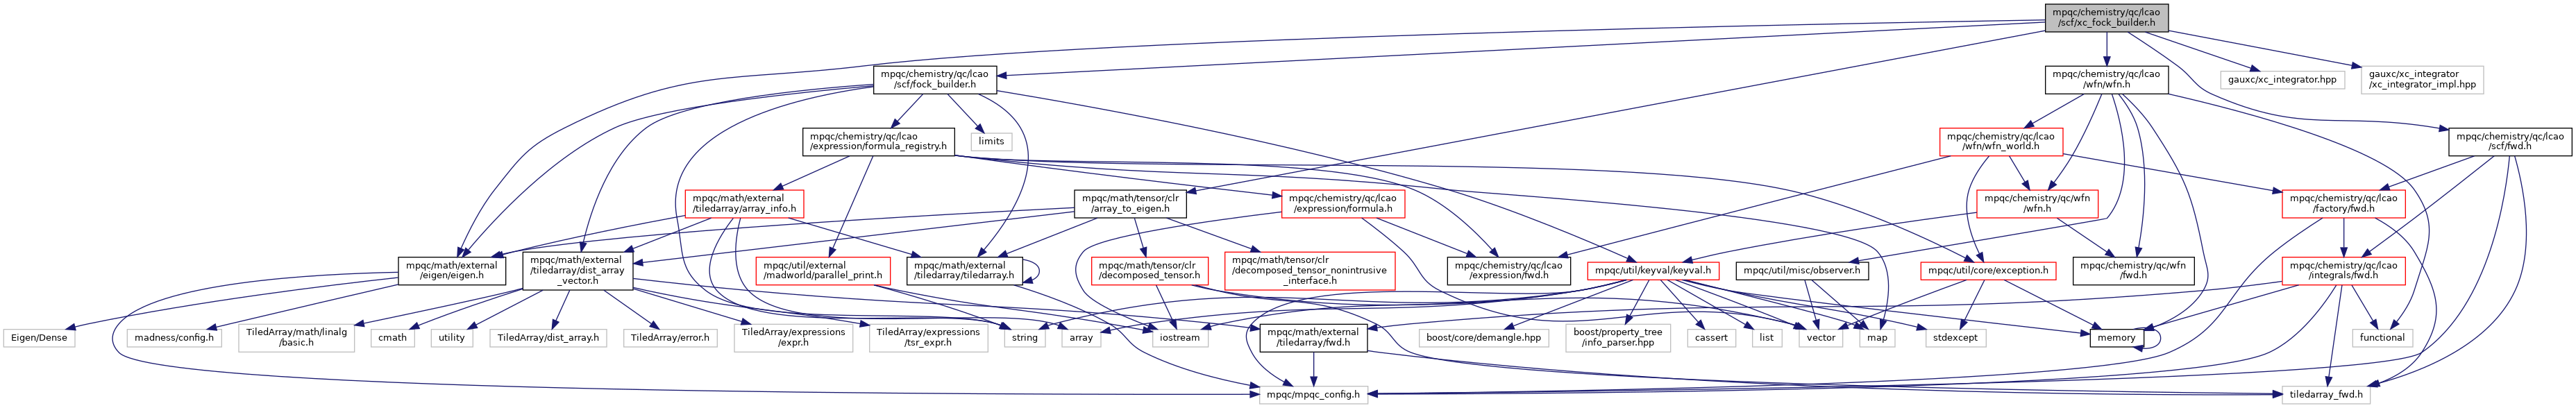 mpqc/chemistry/qc/lcao
/scf/xc_fock_builder.h
mpqc/chemistry/qc/lcao
/scf/fock_builder.h
mpqc/chemistry/qc/lcao
/wfn/wfn.h
gauxc/xc_integrator.hpp
gauxc/xc_integrator
/xc_integrator_impl.hpp
mpqc/chemistry/qc/lcao
/expression/formula_registry.h
limits
mpqc/chemistry/qc/lcao
/wfn/wfn_world.h
mpqc/chemistry/qc/lcao
/scf/fwd.h
mpqc/math/external
/tiledarray/array_info.h
mpqc/math/tensor/clr
/array_to_eigen.h
mpqc/chemistry/qc/lcao
/expression/formula.h
mpqc/chemistry/qc/wfn
/wfn.h
mpqc/chemistry/qc/lcao
/factory/fwd.h
mpqc/math/external
/eigen/eigen.h
mpqc/math/external
/tiledarray/dist_array
_vector.h
mpqc/util/external
/madworld/parallel_print.h
mpqc/math/external
/tiledarray/tiledarray.h
mpqc/math/tensor/clr
/decomposed_tensor.h
mpqc/math/tensor/clr
/decomposed_tensor_nonintrusive
_interface.h
mpqc/chemistry/qc/lcao
/expression/fwd.h
mpqc/util/keyval/keyval.h
mpqc/util/misc/observer.h
mpqc/util/core/exception.h
mpqc/chemistry/qc/wfn
/fwd.h
mpqc/chemistry/qc/lcao
/integrals/fwd.h
Eigen/Dense
madness/config.h
TiledArray/math/linalg
/basic.h
cmath
utility
TiledArray/dist_array.h
TiledArray/error.h
TiledArray/expressions
/expr.h
TiledArray/expressions
/tsr_expr.h
string
array
iostream
mpqc/math/external
/tiledarray/fwd.h
boost/core/demangle.hpp
boost/property_tree
/info_parser.hpp
cassert
list
vector
map
stdexcept
memory
functional
mpqc/mpqc_config.h
tiledarray_fwd.h